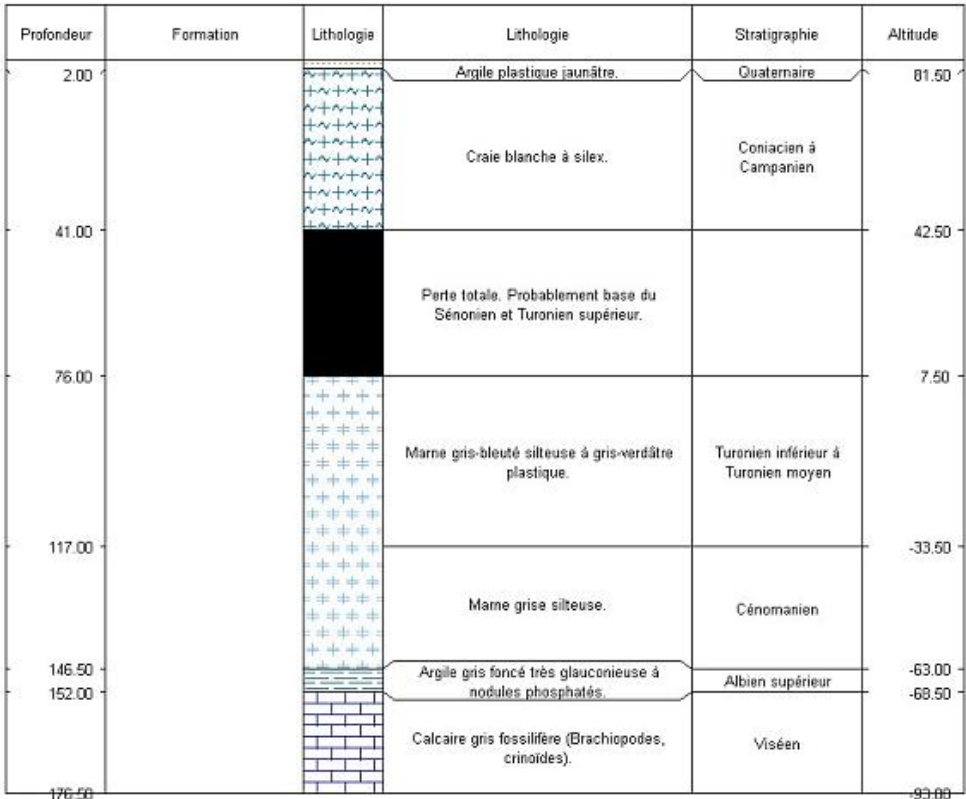 Profondeur Formation Lithologie Lithologie Stratigraphie Altitude
2.00 Argile plastique jaunâtre. Quaternaire 81.50
Craie blanche à silex. Coniacien à
Campanien
41.00 42.50
Perte totale. Probablement base du
Sénonien et Turonien supérieur.
76.00 7.50
Marne gris-bleuté silteuse à gris-verdâtre
plastique.
Turonien inférieur à
Turonien moyen
117.00 -33.50
Marne grise silteuse. Cénomanien
146.50 -63.00
Argile gris foncé très glauconieuse à
nodules phosphatés.
Albien supérieur
152.00 -68.50
Calcaire gris fossilifère (Brachiopodes,
crinoïdes).
Viséen
176.50 -93.00